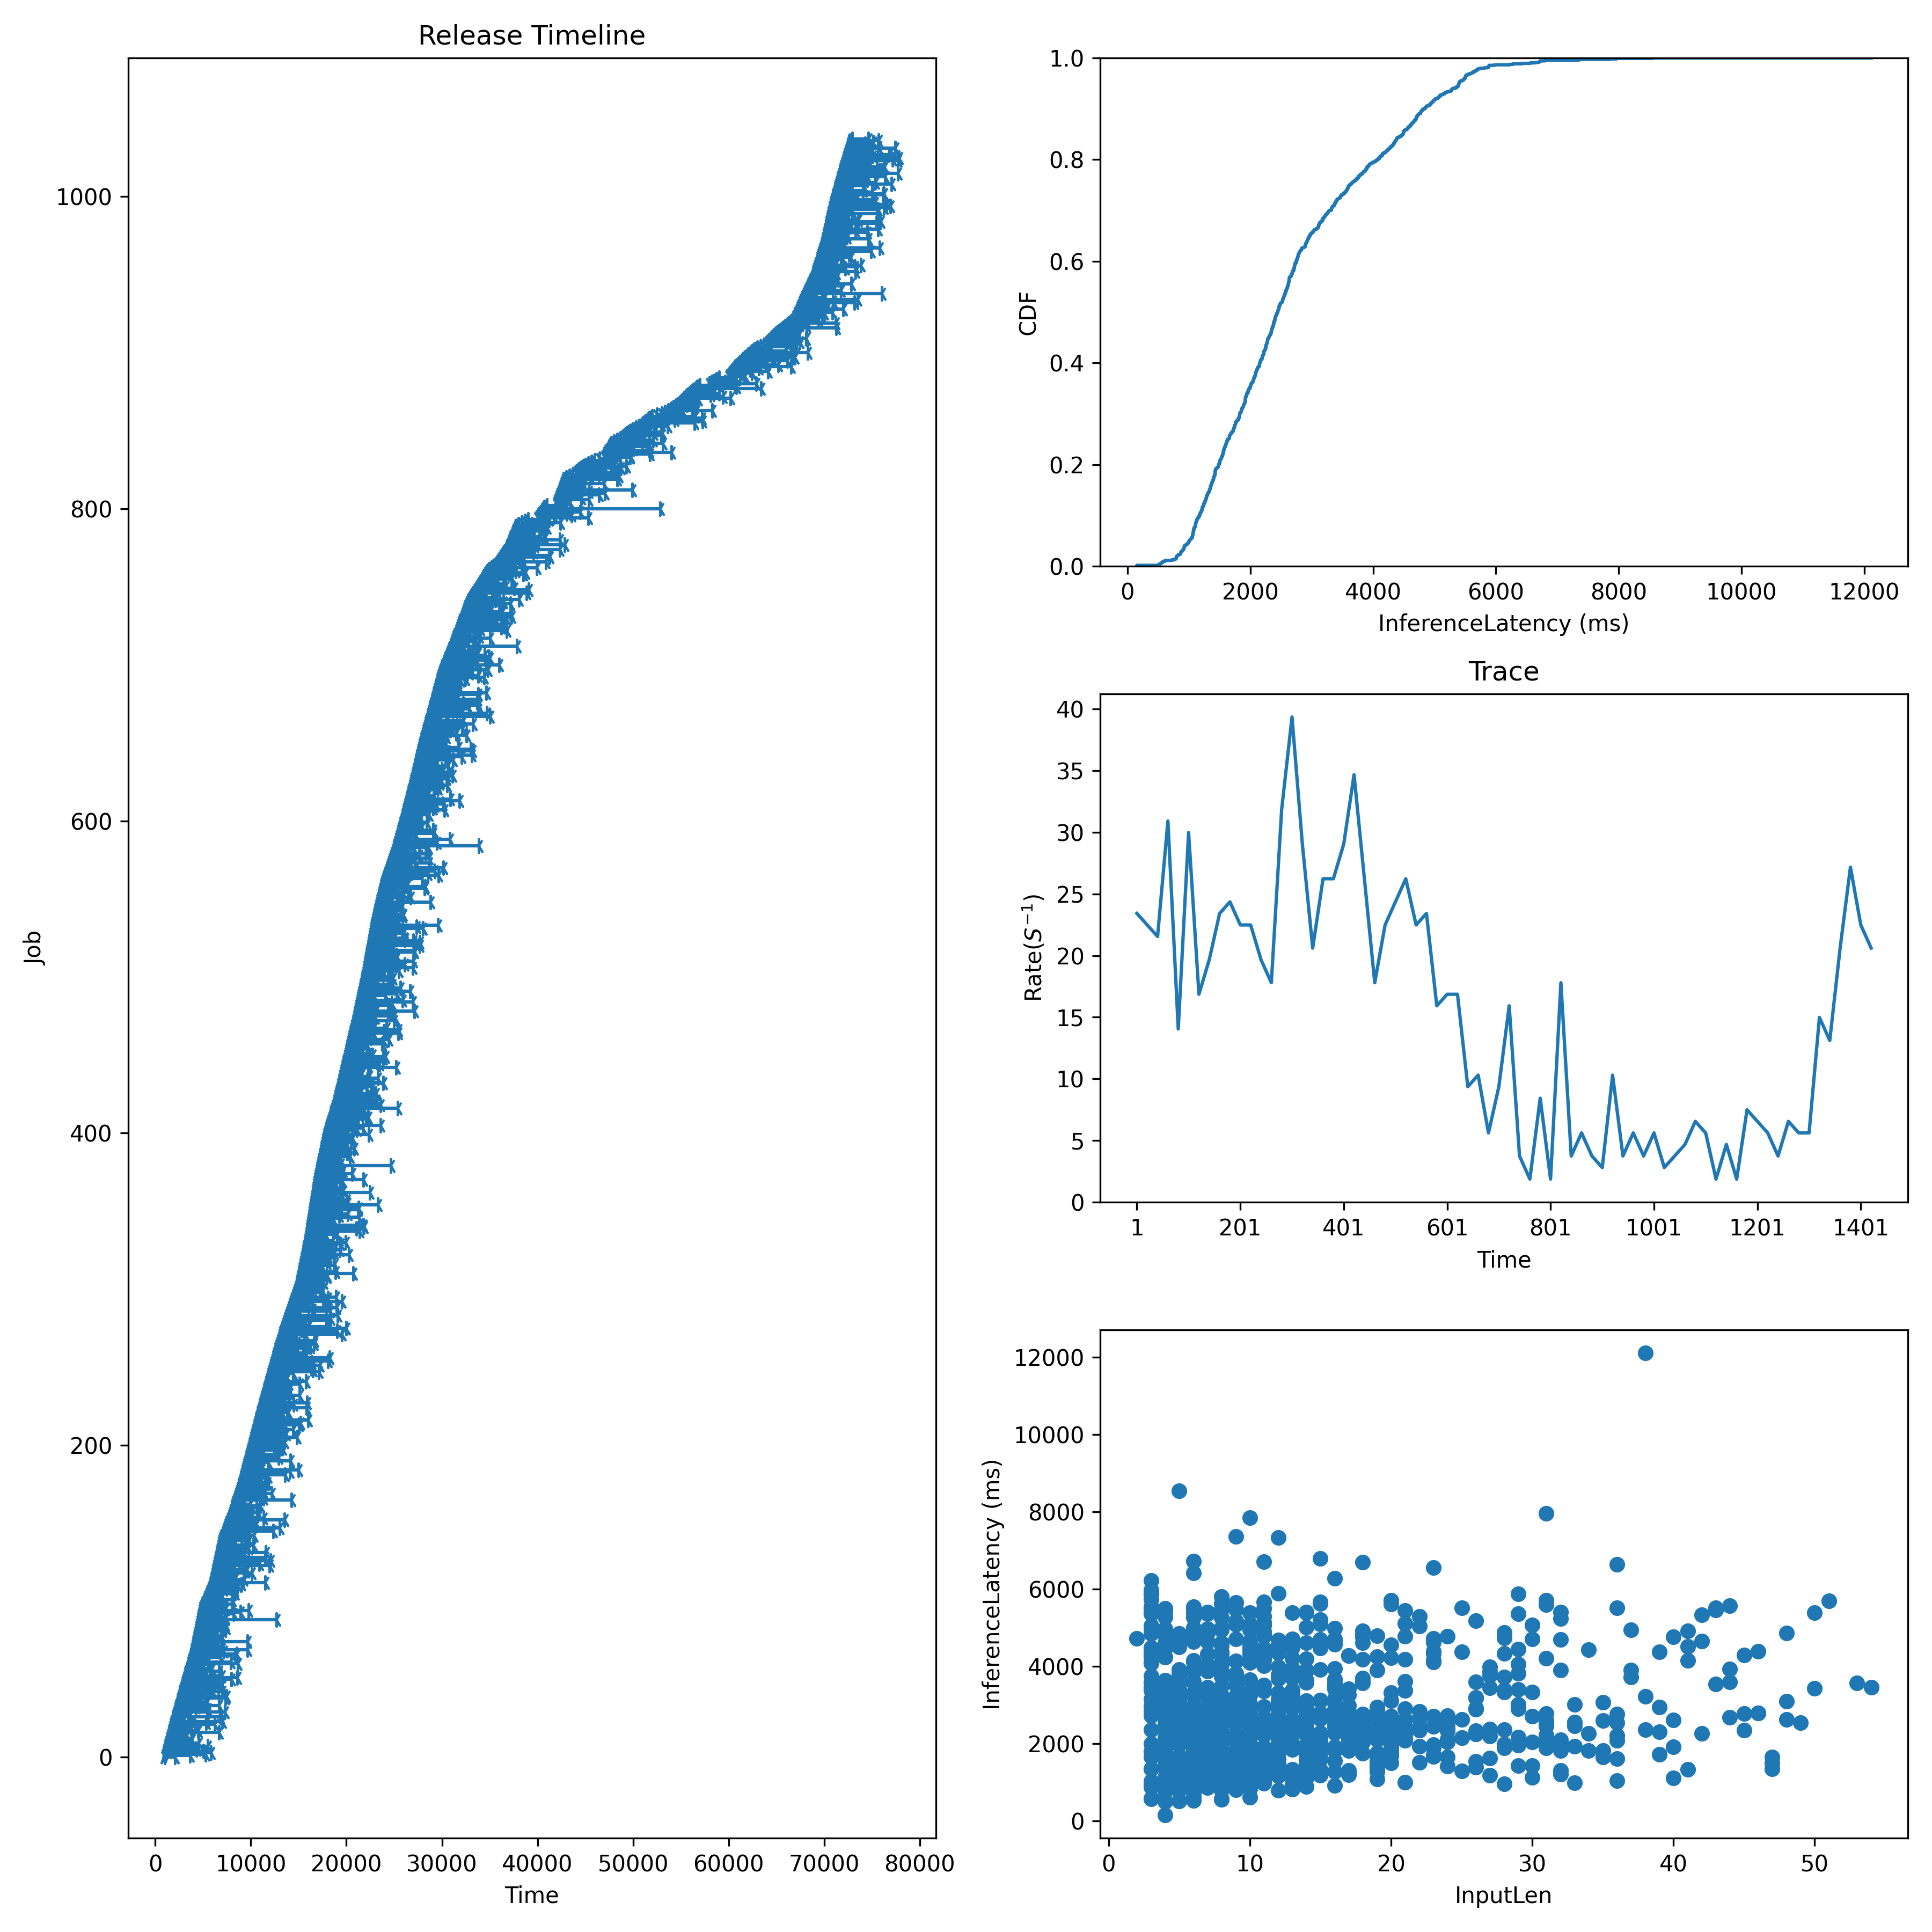 Release Timeline
Job
1000
800
600
400
200
0
0 10000 20000 30000 40000 50000 60000 70000 80000
Time
CDF
1.0
0.8
0.6
0.4
0.2
0.0
0 2000 4000 6000 8000 10000 12000
InferenceLatency (ms)
Trace
Rate(S⁻¹)
40
35
30
25
20
15
10
5
0
1 201 401 601 801 1001 1201 1401
Time
InferenceLatency (ms)
12000
10000
8000
6000
4000
2000
0
0 10 20 30 40 50
InputLen